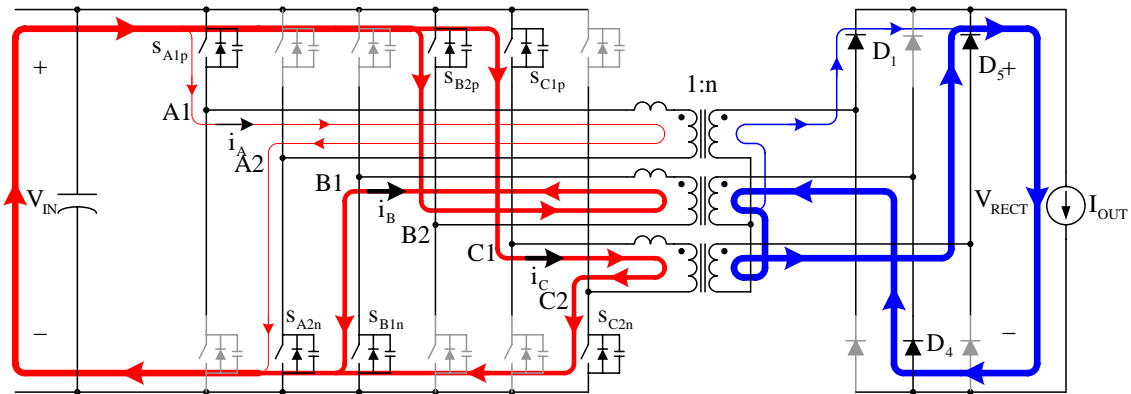 s_A1p
s_B2p
s_C1p
1:n
D_1
D_5
+
+
A1
i_A
A2
B1
i_B
B2
V_IN
C1
i_C
C2
V_RECT
I_OUT
s_A2n
s_B1n
s_C2n
D_4
−
−